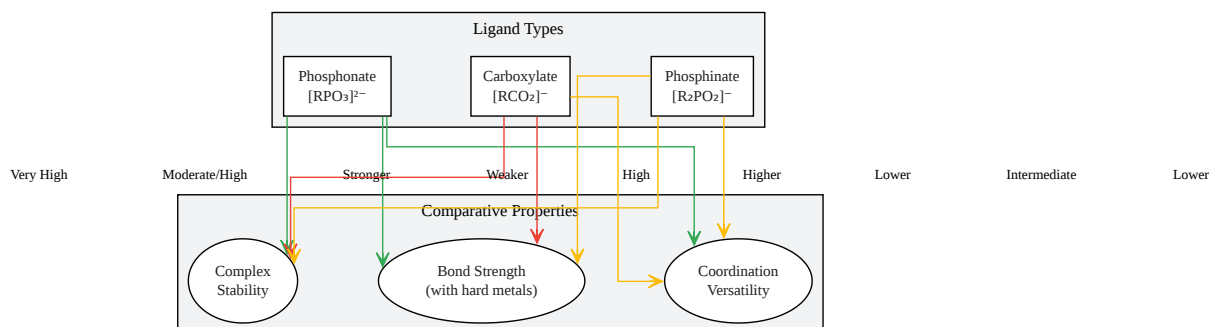 Ligand Types
Phosphonate
[RPO₃]²⁻
Carboxylate
[RCO₂]⁻
Phosphinate
[R₂PO₂]⁻
Very High
Moderate/High
Stronger
Weaker
High
Higher
Lower
Intermediate
Lower
Comparative Properties
Complex
Stability
Bond Strength
(with hard metals)
Coordination
Versatility